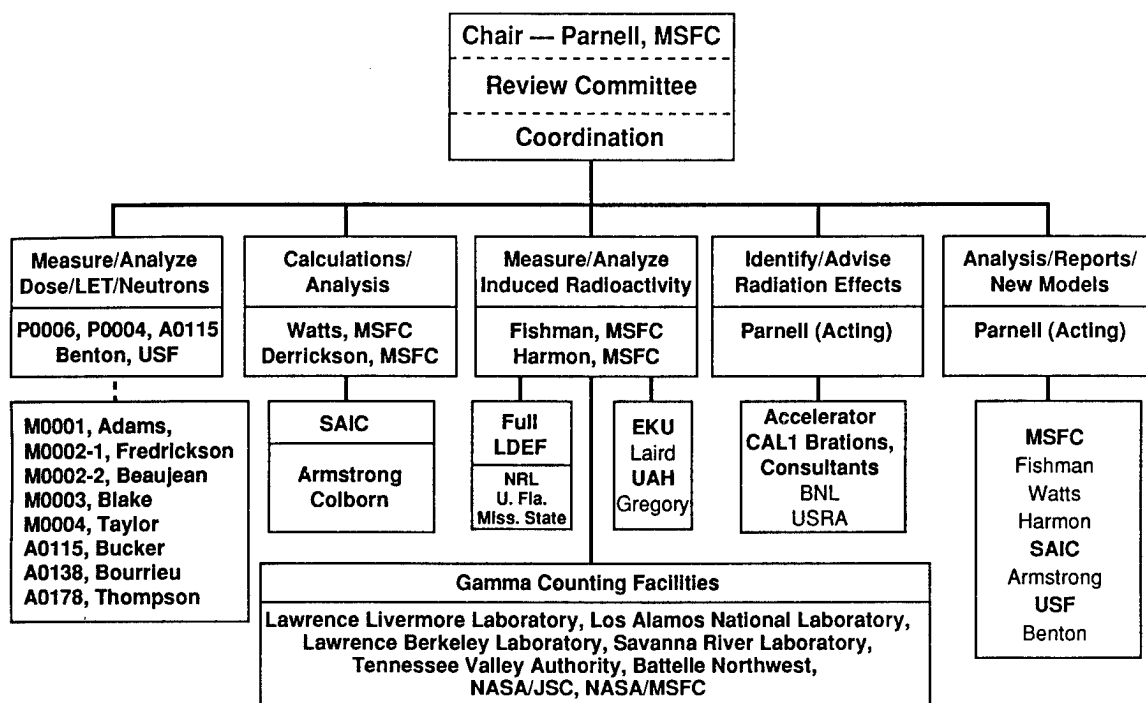 Chair — Parnell, MSFC
Review Committee
Coordination
Measure/Analyze
Dose/LET/Neutrons
P0006, P0004, A0115
Benton, USF
M0001, Adams,
M0002-1, Fredrickson
M0002-2, Beaujean
M0003, Blake
M0004, Taylor
A0115, Bucker
A0138, Bourrieu
A0178, Thompson
Calculations/
Analysis
Watts, MSFC
Derrickson, MSFC
SAIC
Armstrong
Colborn
Measure/Analyze
Induced Radioactivity
Fishman, MSFC
Harmon, MSFC
Full
LDEF
NRL
U. Fla.
Miss. State
EKU
Laird
UAH
Gregory
Gamma Counting Facilities
Lawrence Livermore Laboratory, Los Alamos National Laboratory,
Lawrence Berkeley Laboratory, Savanna River Laboratory,
Tennessee Valley Authority, Battelle Northwest,
NASA/JSC, NASA/MSFC
Identify/Advise
Radiation Effects
Parnell (Acting)
Accelerator
CAL1 Brations,
Consultants
BNL
USRA
Analysis/Reports/
New Models
Parnell (Acting)
MSFC
Fishman
Watts
Harmon
SAIC
Armstrong
USF
Benton